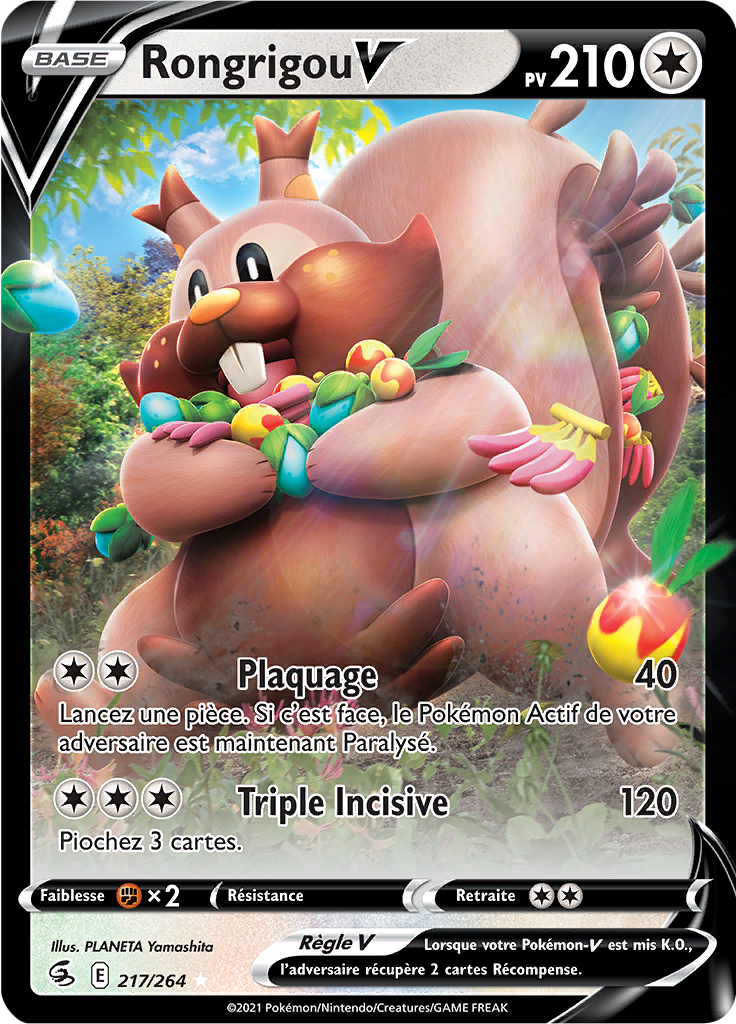 BASE RongrigouV PV 210
Plaquage 40
Lancez une pièce. Si c'est face, le Pokémon Actif de votre
adversaire est maintenant Paralysé.
Triple Incisive 120
Piochez 3 cartes.
Faiblesse ×2 Résistance Retraite
Illus. PLANETA Yamashita
Règle V Lorsque votre Pokémon-V est mis K.O.,
l'adversaire récupère 2 cartes Récompense.
E 217/264
©2021 Pokémon/Nintendo/Creatures/GAME FREAK